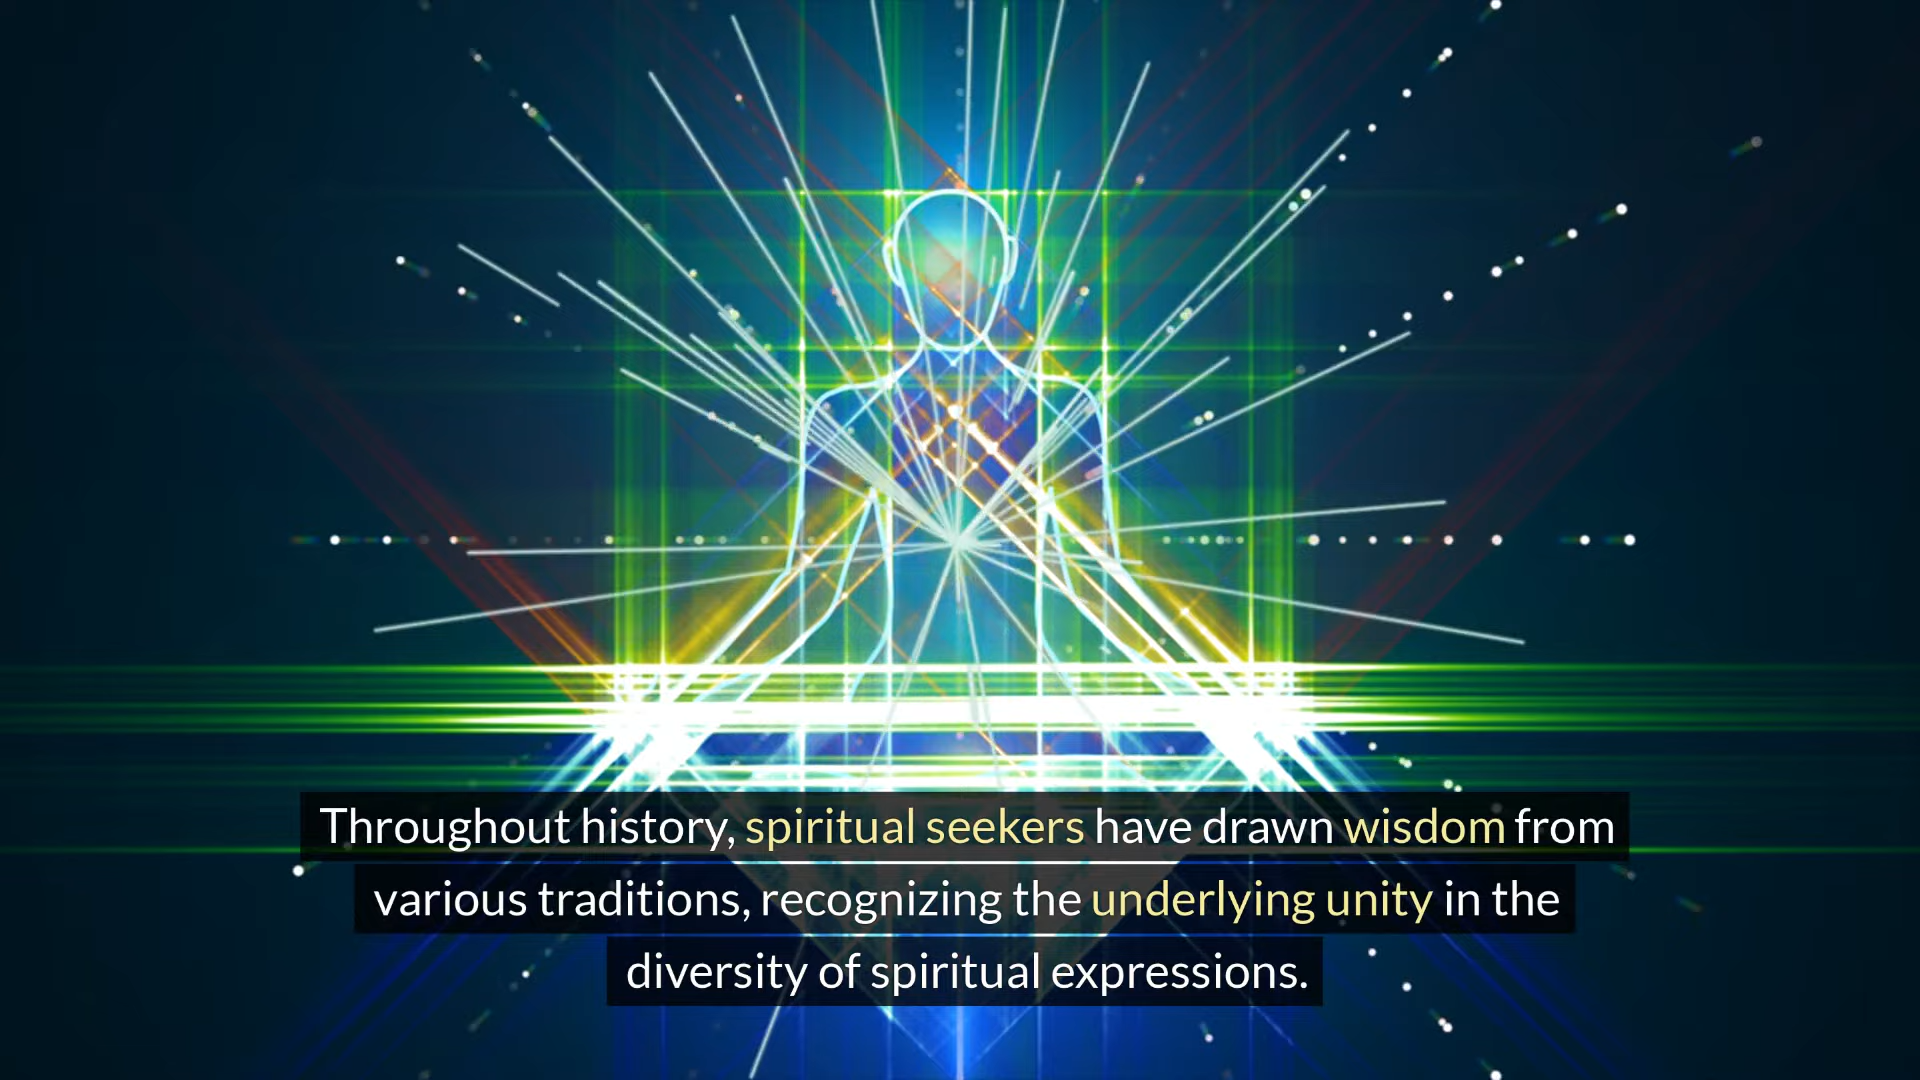 Throughout history, spiritual seekers have drawn wisdom from
various traditions, recognizing the underlying unity in the
diversity of spiritual expressions.